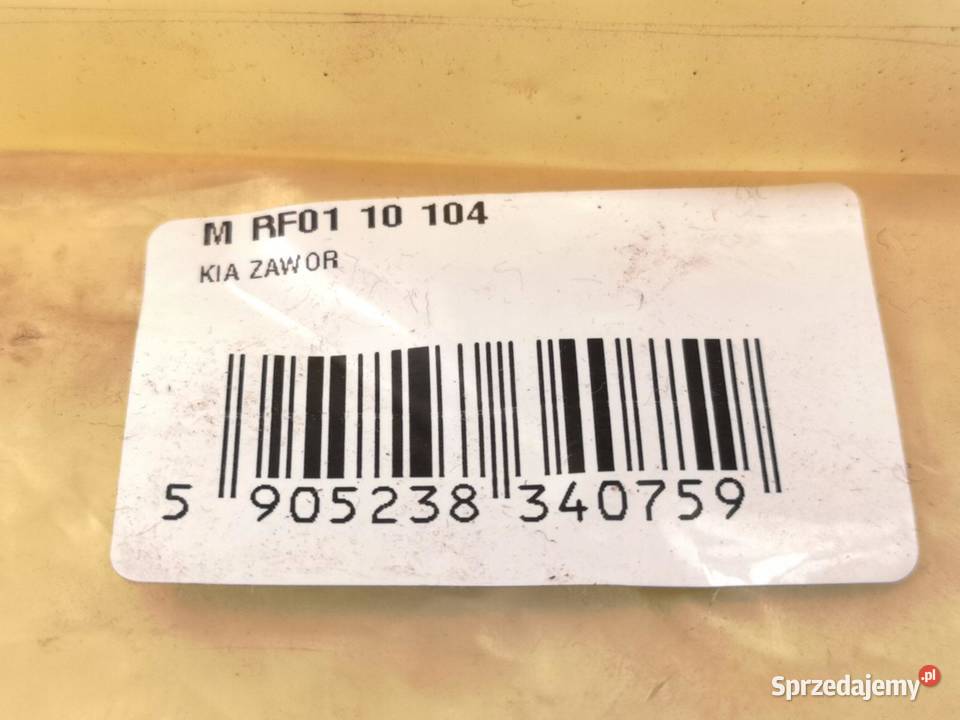 M RF01 10 104
KIA ZAWOR
5 905238 340759
Sprzedajemy.pl